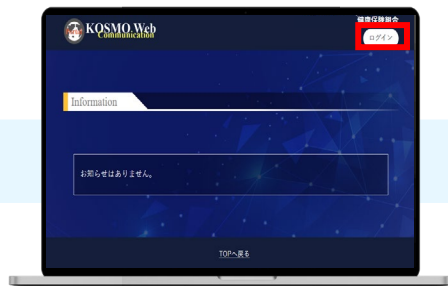 KOSMO Web
Communication
健康保険組合
ログイン
Information
お知らせはありません。
TOPへ戻る